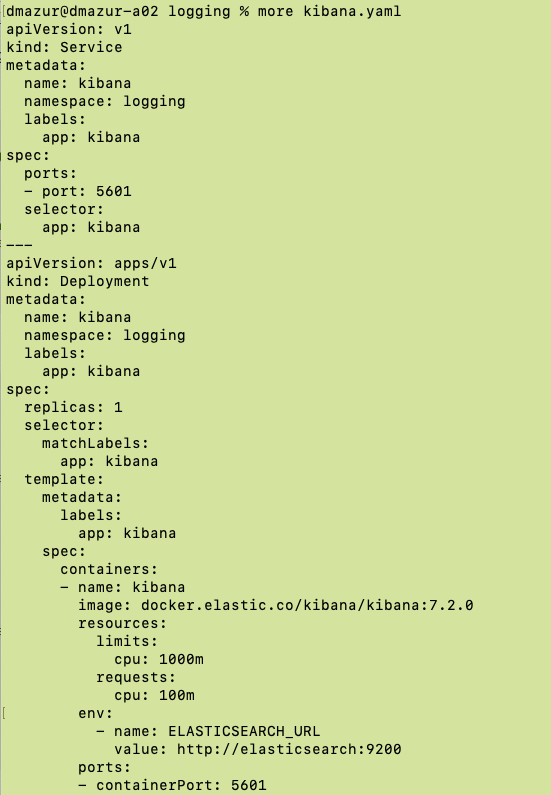 [dmazur@dmazur-a02 logging % more kibana.yaml
apiVersion: v1
kind: Service
metadata:
  name: kibana
  namespace: logging
  labels:
    app: kibana
spec:
  ports:
  - port: 5601
  selector:
    app: kibana
---
apiVersion: apps/v1
kind: Deployment
metadata:
  name: kibana
  namespace: logging
  labels:
    app: kibana
spec:
  replicas: 1
  selector:
    matchLabels:
      app: kibana
  template:
    metadata:
      labels:
        app: kibana
    spec:
      containers:
      - name: kibana
        image: docker.elastic.co/kibana/kibana:7.2.0
        resources:
          limits:
            cpu: 1000m
          requests:
            cpu: 100m
        env:
          - name: ELASTICSEARCH_URL
            value: http://elasticsearch:9200
        ports:
        - containerPort: 5601